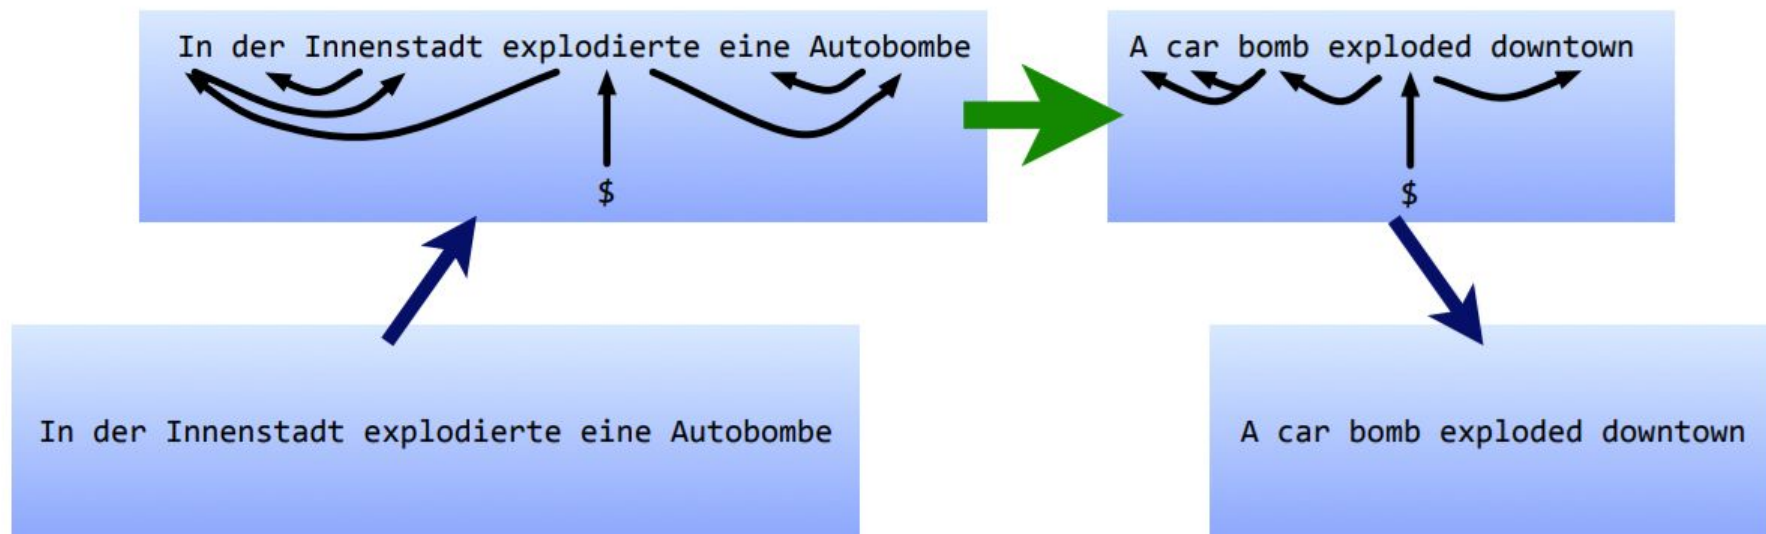 In der Innenstadt explodierte eine Autobombe
$
A car bomb exploded downtown
$
In der Innenstadt explodierte eine Autobombe
A car bomb exploded downtown